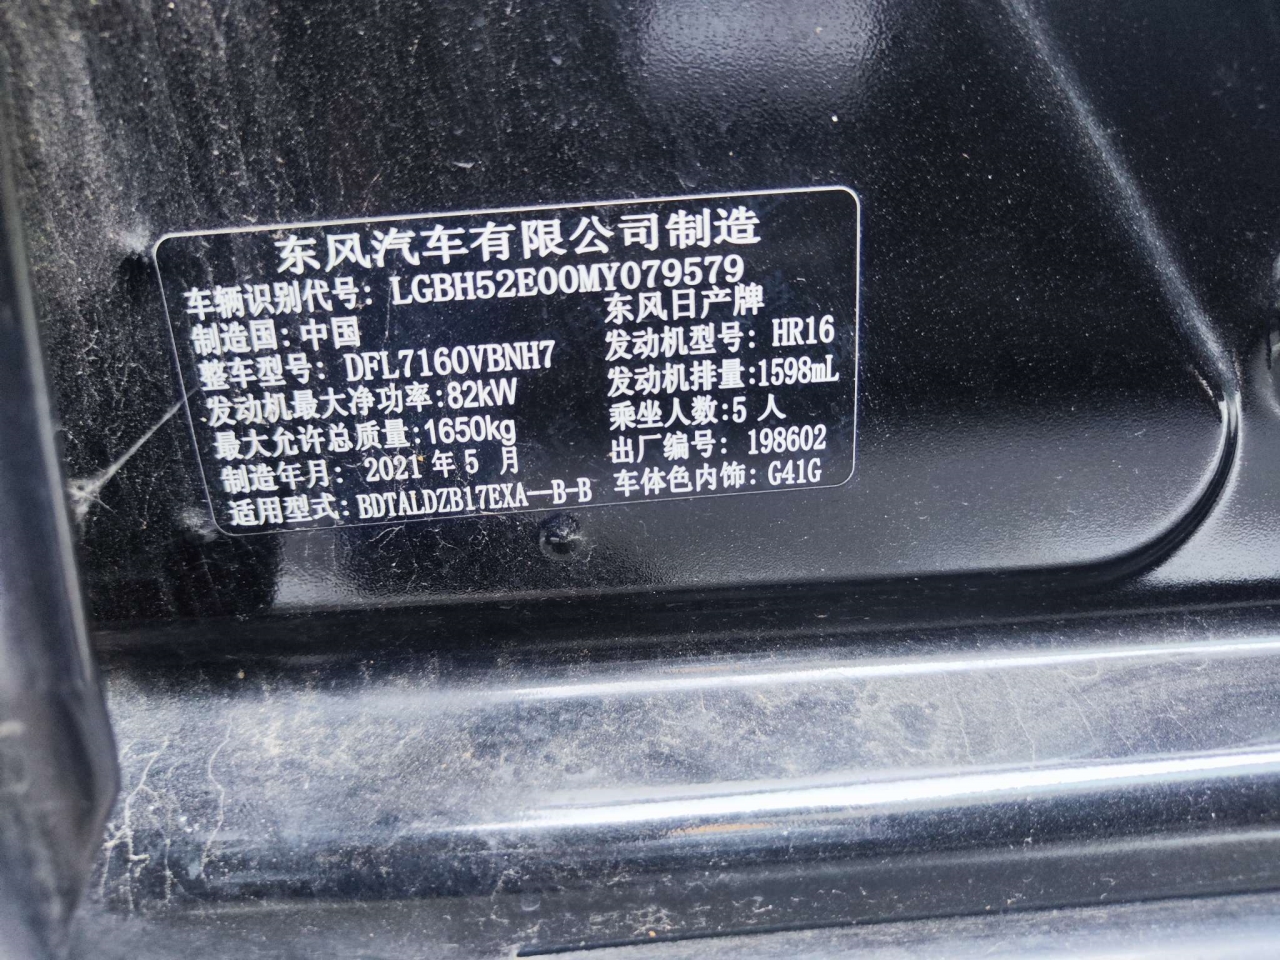 东风汽车有限公司制造
车辆识别代号: LGBH52E00MY079579
制造国: 中国 东风日产牌
整车型号: DFL7160VBNH7 发动机型号: HR16
发动机最大净功率:82kW 发动机排量:1598mL
最大允许总质量:1650kg 乘坐人数:5 人
制造年月: 2021 年 5 月 出厂编号: 198602
适用型式: BDTALDZB17EXA--B-B 车体色内饰: G41G